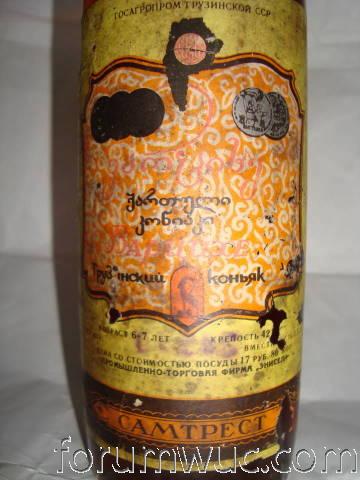 ГОСАГРОПРОМ ГРУЗИНСКОЙ ССР
ქართული
კონიაკი
Грузинский коньяк
ВОЗРАСТ 6-7 ЛЕТ
КРЕПОСТЬ 42
ЦЕНА СО СТОИМОСТЬЮ ПОСУДЫ 17 РУБ. 80
ПРОМЫШЛЕННО-ТОРГОВАЯ ФИРМА "ЭНИСЕЛИ"
САМТРЕСТ
forumwuc.com